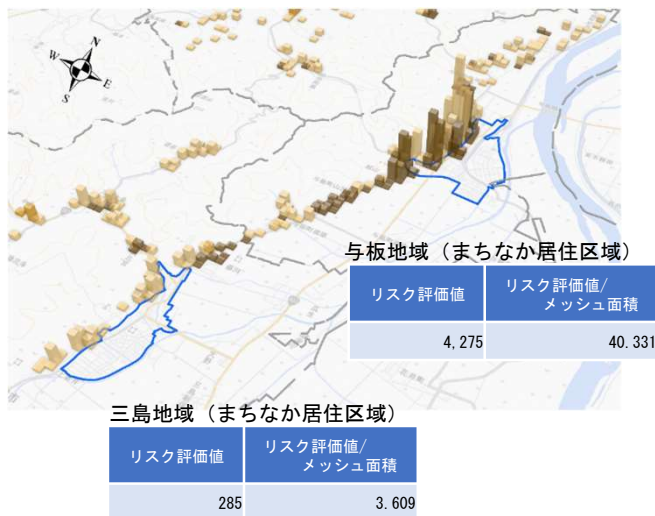 N
W
E
S
与板地域（まちなか居住区域）
リスク評価値
リスク評価値/
メッシュ面積
4,275
40.331
三島地域（まちなか居住区域）
リスク評価値
リスク評価値/
メッシュ面積
285
3.609